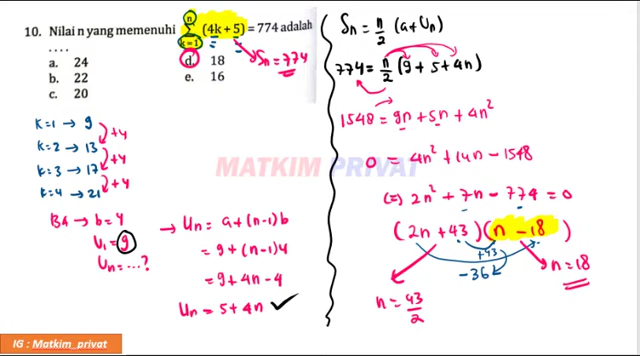 10. Nilai n yang memenuhi n Σ k=1 (4k + 5) = 774 adalah
....
a. 24 d. 18
b. 22 e. 16
c. 20
Sn = 774
k=1 → 9
k=2 → 13
k=3 → 17
k=4 → 21
+4
+4
+4
BA → b = 4
U₁ = 9
Un = ...?
→ Un = a + (n-1)b
= 9 + (n-1)4
= 9 + 4n - 4
Un = 5 + 4n ✓
Sn = n/2 (a + Un)
774 = n/2 (9 + 5 + 4n)
1548 = 9n + 5n + 4n²
0 = 4n² + 14n - 1548
(=) 2n² + 7n - 774 = 0
(2n + 43)(n - 18)
+43
-36
n = 43/2
n = 18
MATKIM PRIVAT
IG : Matkim_privat